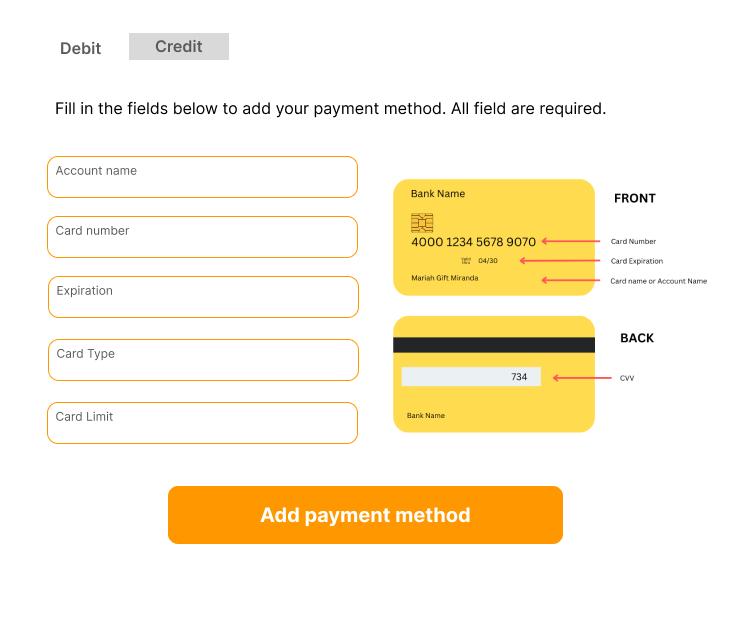 Debit
Credit
Fill in the fields below to add your payment method. All field are required.
Account name
Card number
Expiration
Card Type
Card Limit
Bank Name
4000 1234 5678 9070
04/30
Mariah Gift Miranda
FRONT
Card Number
Card Expiration
Card name or Account Name
BACK
734
CVV
Bank Name
Add payment method